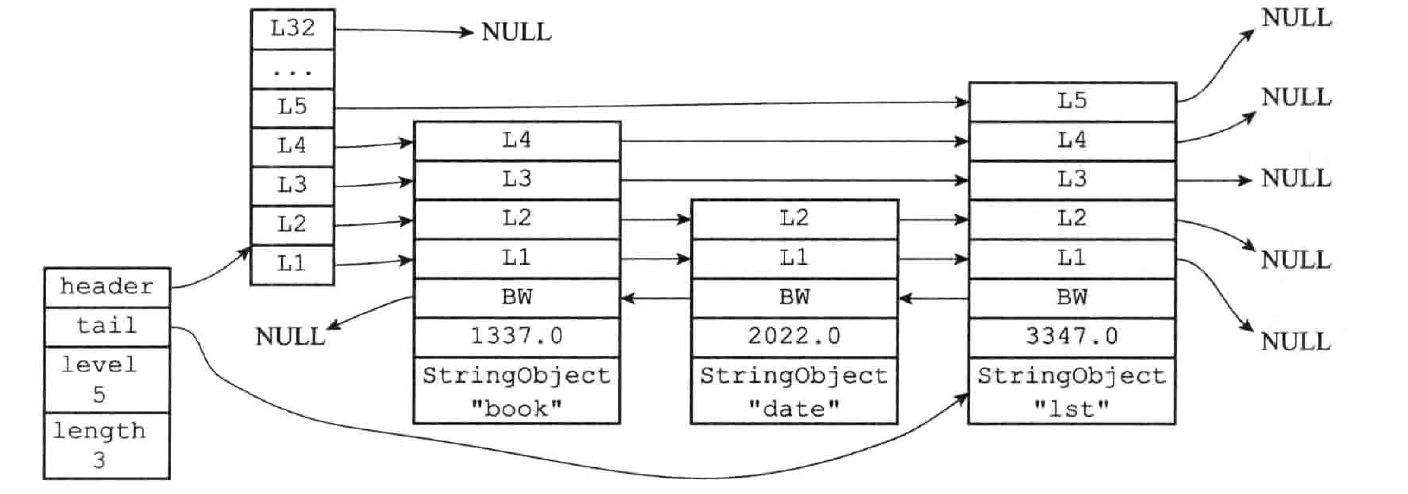 L32
NULL
...
L5
L4
L3
L2
L1
header
tail
level
5
length
3
NULL
L4
L3
L2
L1
BW
1337.0
StringObject
"book"
L2
L1
BW
2022.0
StringObject
"date"
L5
L4
L3
L2
L1
BW
3347.0
StringObject
"lst"
NULL
NULL
NULL
NULL
NULL